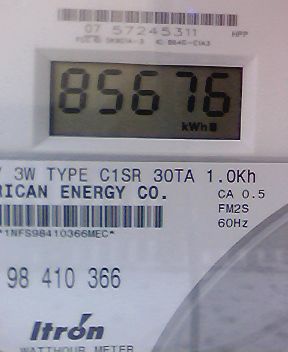 07 57245311 HPP
85676
kWh
3W TYPE C1SR 30TA 1.0Kh
RICAN ENERGY CO. CA 0.5
FM2S
60Hz
*1NFS98410366MEC*
98 410 366
Itron
WATTHOUR METER